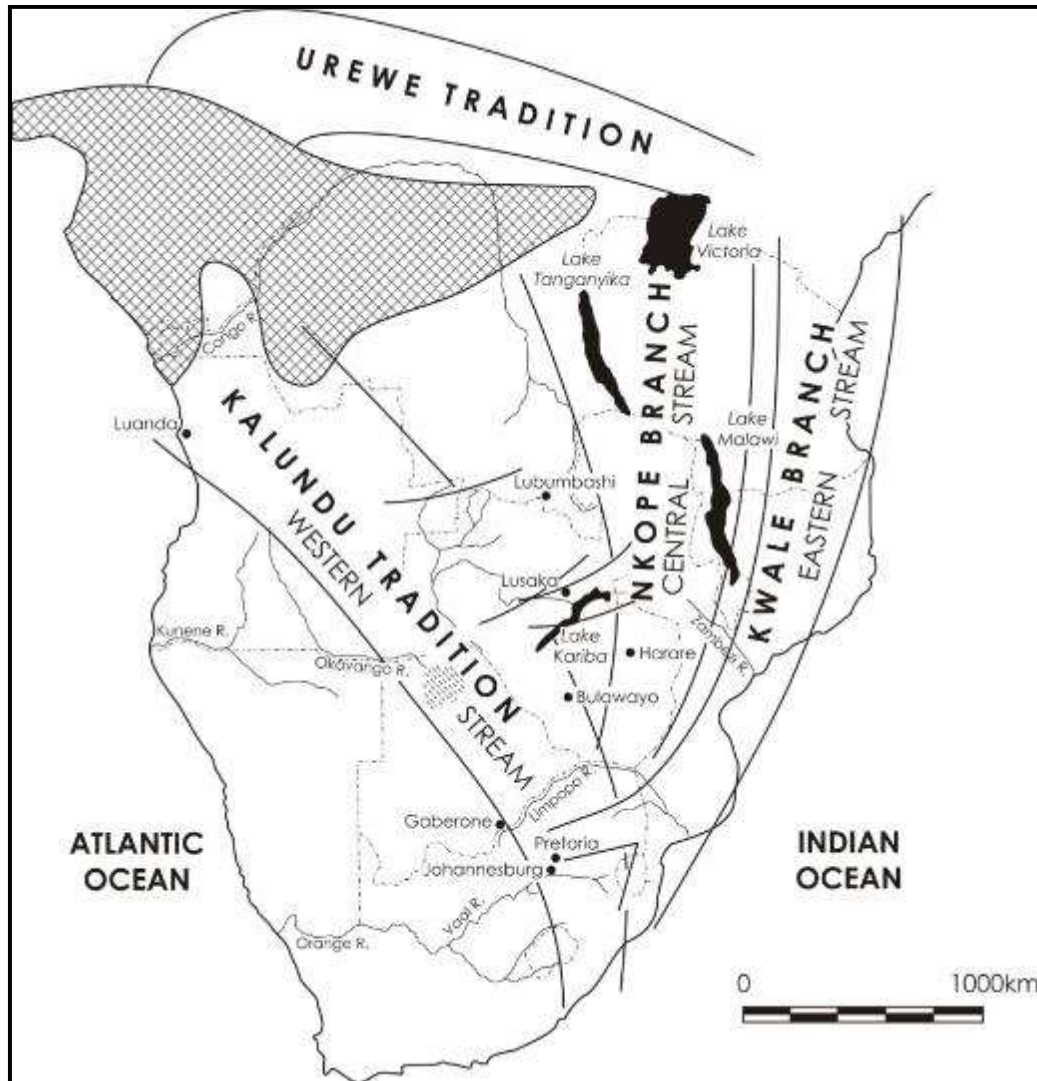 UREWE TRADITION
Lake
Victoria
Lake
Tanganyika
NKOPE BRANCH
CENTRAL STREAM
KWALE BRANCH
EASTERN STREAM
Congo R.
KALUNDU TRADITION
WESTERN STREAM
Luanda
Lake
Malawi
Lubumbashi
Lusaka
Lake
Kariba
Zambezi R.
Kunene R.
Okavango R.
Harare
Bulawayo
Limpopo R.
Gaberone
Pretoria
Johannesburg
Vaal R.
Orange R.
ATLANTIC
OCEAN
INDIAN
OCEAN
0 1000km